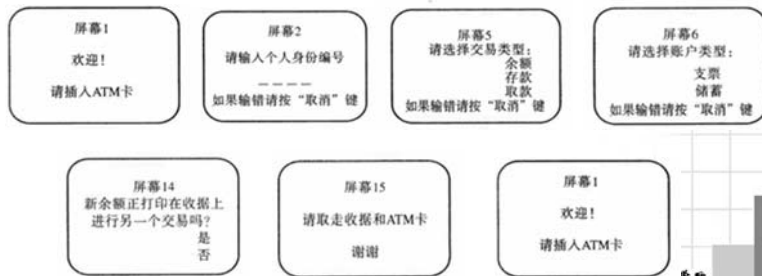 屏幕1
欢迎!
请插入ATM卡
屏幕2
请输入个人身份编号
_ _ _ _
如果输错请按“取消”键
屏幕5
请选择交易类型:
余额
存款
取款
如果输错请按“取消”键
屏幕6
请选择账户类型:
支票
储蓄
如果输错请按“取消”键
屏幕14
新余额正打印在收据上
进行另一个交易吗?
是
否
屏幕15
请取走收据和ATM卡
谢谢
屏幕1
欢迎!
请插入ATM卡